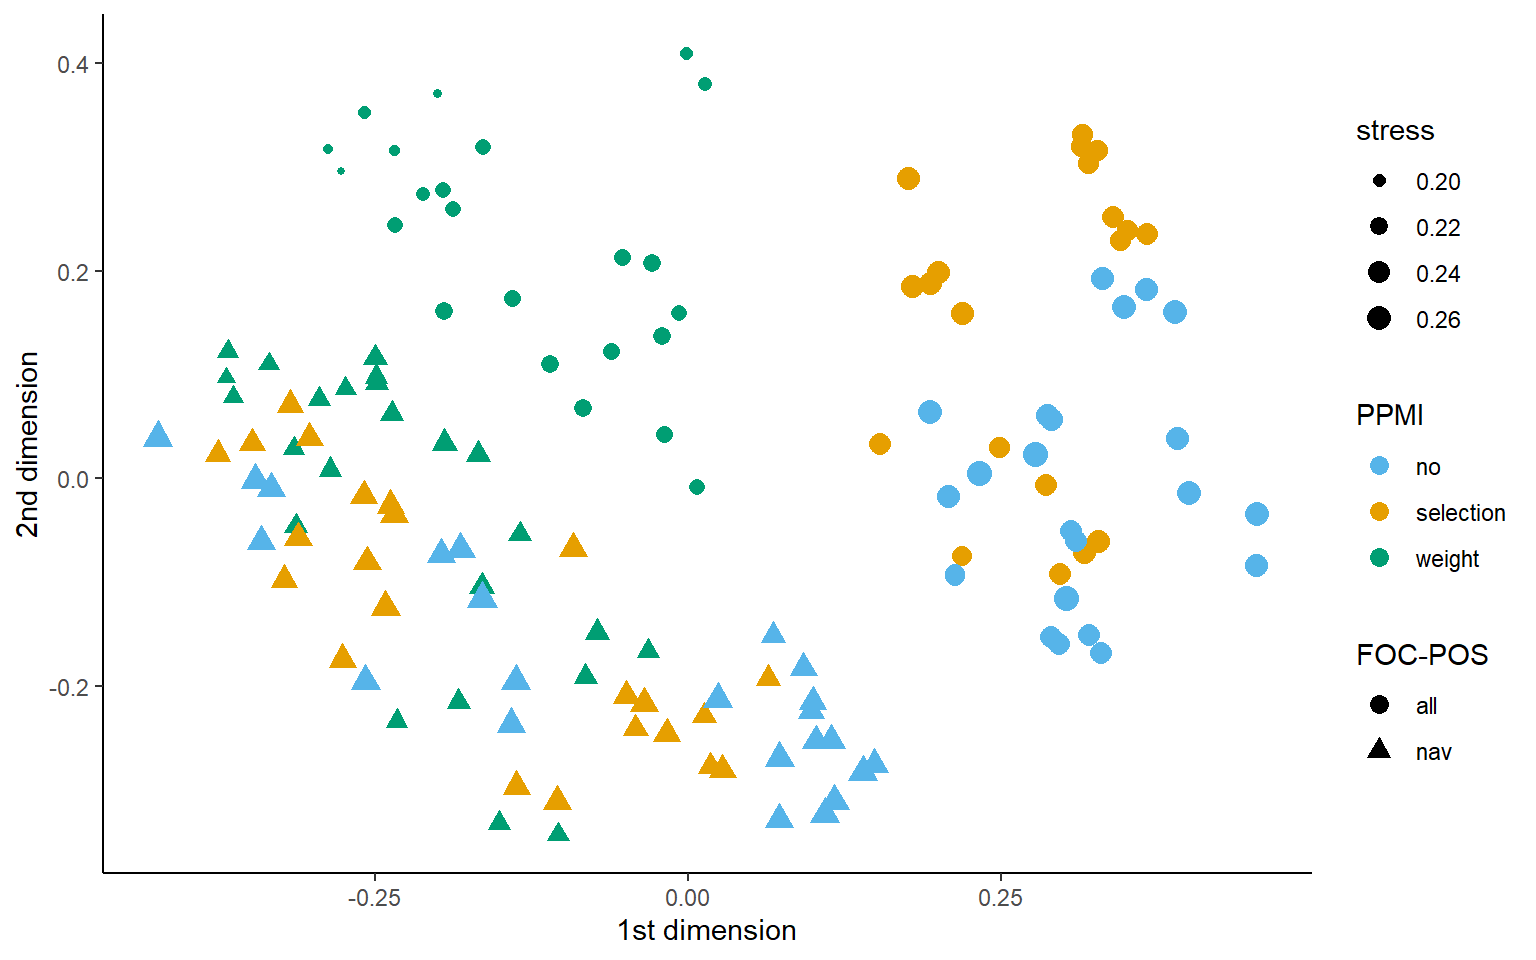 0.4
0.2
0.0
-0.2
2nd dimension
-0.25
0.00
0.25
1st dimension
stress
0.20
0.22
0.24
0.26
PPMI
no
selection
weight
FOC-POS
all
nav